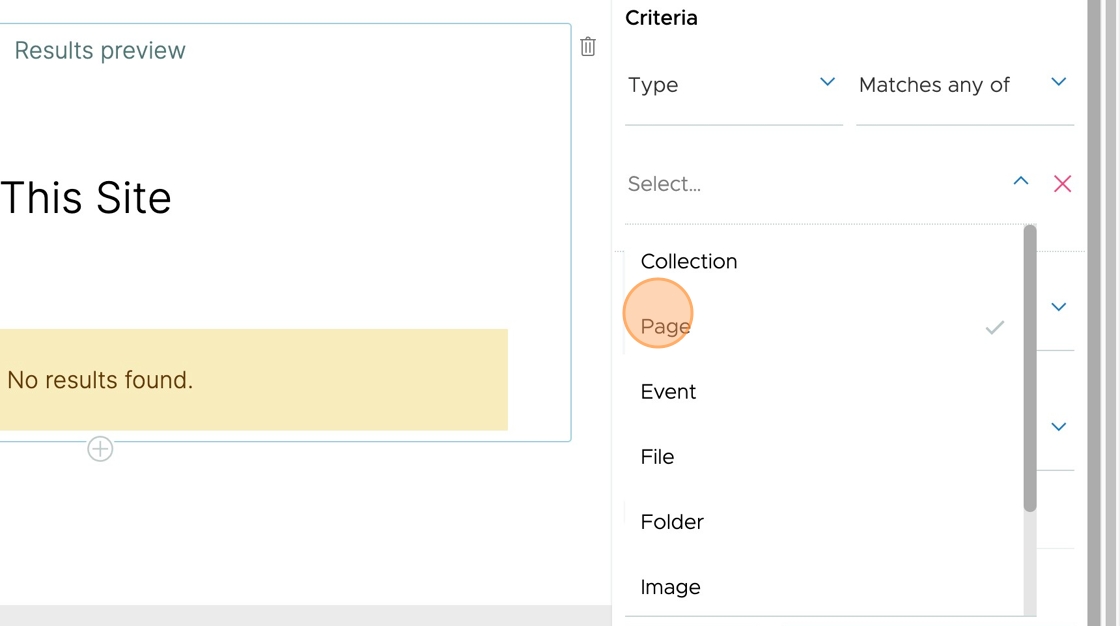 Results preview
This Site
No results found.
Criteria
Type
Matches any of
Select...
Collection
Page
Event
File
Folder
Image